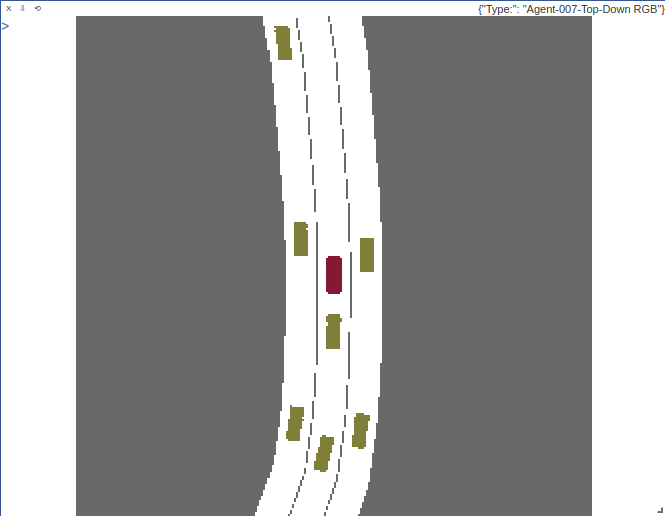 x ⇩ ⟲ {"Type:": "Agent-007-Top-Down RGB"}
>